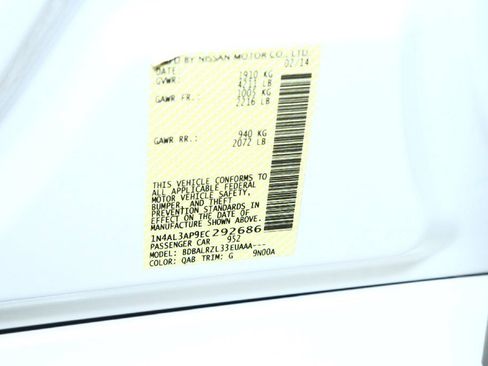 MFD BY NISSAN MOTOR CO., LTD.
DATE: 02/14
GVWR: 1910 KG
4211 LB
GAWR FR.: 1005 KG
2216 LB
GAWR RR.: 940 KG
2072 LB
THIS VEHICLE CONFORMS TO
ALL APPLICABLE FEDERAL
MOTOR VEHICLE SAFETY,
BUMPER, AND THEFT
PREVENTION STANDARDS
IN EFFECT ON THE DATE OF
MANUFACTURE SHOWN ABOVE.
1N4AL3AP9EC292686
PASSENGER CAR 952
MODEL: BDBALRZL33EUAAA
COLOR: QAB TRIM: G 9N00A